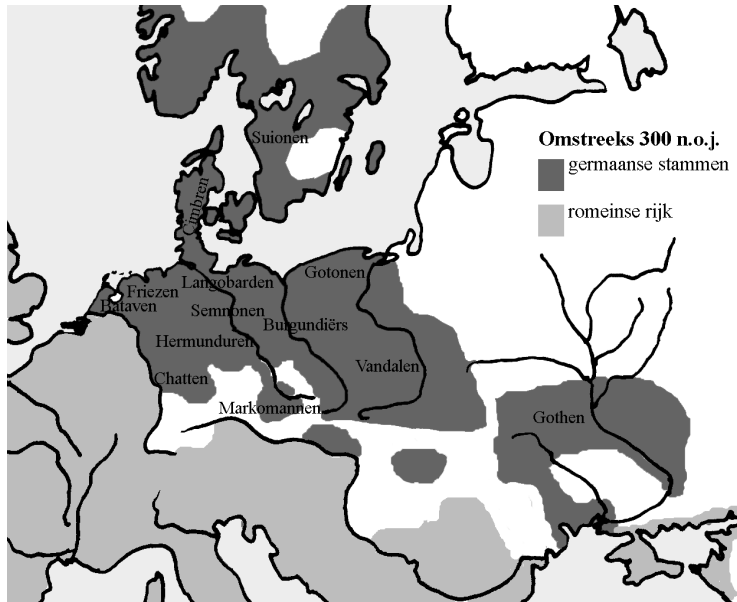 Omstreeks 300 n.o.j.
germaanse stammen
romeinse rijk
Suionen
Cimbren
Gotonen
Langobarden
Friezen
Bataven
Semnonen
Burgundiërs
Hermunduren
Vandalen
Chatten
Markomannen
Gothen